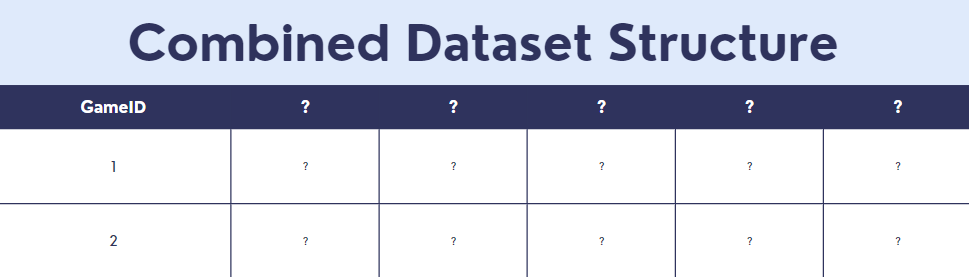 Combined Dataset Structure
GameID ? ? ? ? ?
1 ? ? ? ? ?
2 ? ? ? ? ?